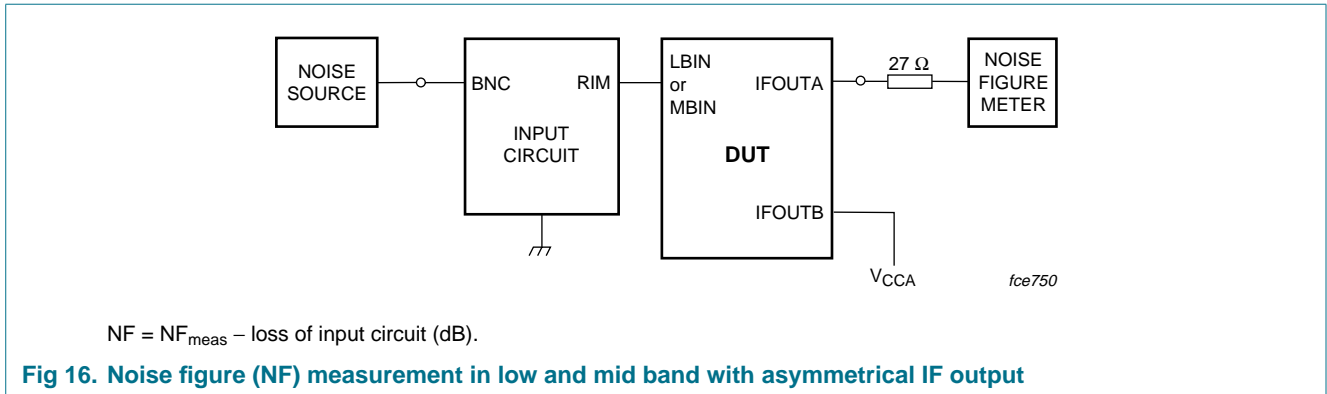 NOISE
SOURCE
BNC
RIM
INPUT
CIRCUIT
LBIN
or
MBIN
IFOUTA
DUT
IFOUTB
27 Ω
NOISE
FIGURE
METER
VCCA
fce750
NF = NFmeas − loss of input circuit (dB).
Fig 16. Noise figure (NF) measurement in low and mid band with asymmetrical IF output